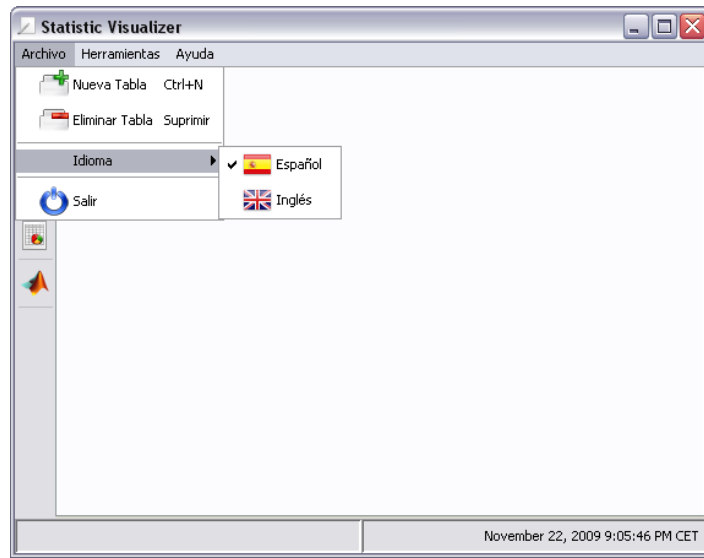 Statistic Visualizer
Archivo Herramientas Ayuda
Nueva Tabla Ctrl+N
Eliminar Tabla Suprimir
Idioma
Español
Inglés
Salir
November 22, 2009 9:05:46 PM CET